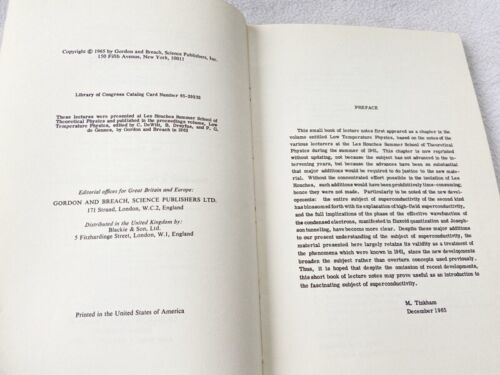 Copyright © 1965 by Gordon and Breach, Science Publishers, Inc.
150 Fifth Avenue, New York, 10011
Library of Congress Catalog Card Number 65-28232
These lectures were presented at Les Houches Summer School of
Theoretical Physics and published in the proceedings volume, Low
Temperature Physics, edited by C. DeWitt, B. Dreyfus, and P. G.
de Gennes, by Gordon and Breach in 1962
Editorial offices for Great Britain and Europe:
GORDON AND BREACH, SCIENCE PUBLISHERS LTD.
171 Strand, London, W.C.2, England
Distributed in the United Kingdom by:
Blackie & Son, Ltd.
5 Fitzhardinge Street, London, W.1, England
Printed in the United States of America
PREFACE
This small book of lecture notes first appeared as a chapter in the
volume entitled Low Temperature Physics, based on the notes of the
various lecturers at the Les Houches Summer School of Theoretical
Physics during the summer of 1961. This chapter is now reprinted
without updating, not because the subject has not advanced in the in-
tervening years, but because the advances have been so substantial
that major additions would be required to do justice to the new mate-
rial. Without the concentrated effort possible in the isolation of Les
Houches, such additions would have been prohibitively time-consuming;
hence they were not made. Particularly to be noted are two new devel-
opments: the entire subject of superconductivity of the second kind
has blossomed forth with the exploration of high-field superconductivity,
and the full implications of the phase of the effective wavefunction of
the condensed electrons, manifested in fluxoid quantization and Joseph-
son tunneling, have become more clear. Despite these major additions
to our present understanding of the subject of superconductivity, the
material presented here largely retains its validity as a treatment of
the phenomena which were known in 1961, since the new developments
broaden the subject rather than overturn concepts used previously.
Thus, it is hoped that despite the omission of recent developments,
this short book of lecture notes may prove useful as an introduction to
the fascinating subject of superconductivity.
M. Tinkham
December 1965